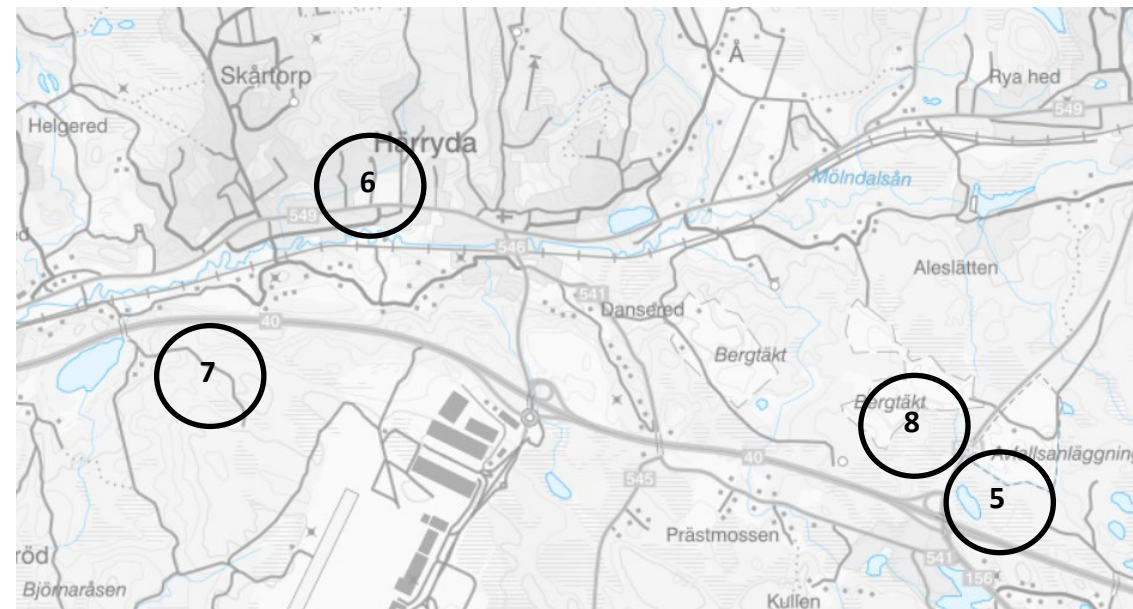 Å
Skårtorp
Rya hed
549
Helgered
Härryda
6
Mölndalsån
549
546
Aleslätten
541
Dansered
40
Bergtäkt
7
Bergtäkt
8
Avfallsanläggning
40
545
5
Prästmossen
541
röd
156
Björnaråsen
Kullen